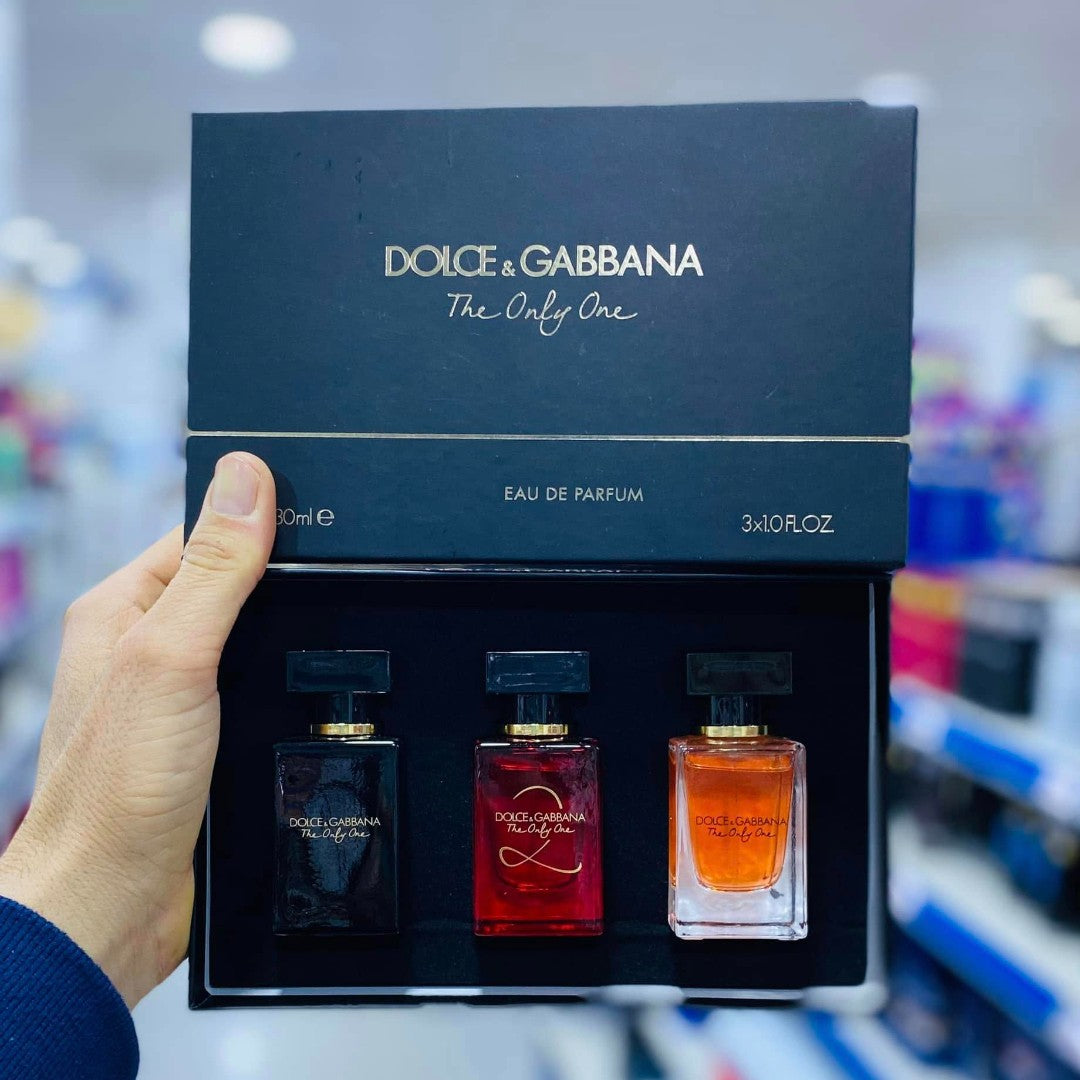 DOLCE & GABBANA
The Only One
EAU DE PARFUM
30ml e
3x1.0 FL.OZ.
DOLCE & GABBANA
The Only One
DOLCE & GABBANA
The Only One
2
DOLCE & GABBANA
The Only One